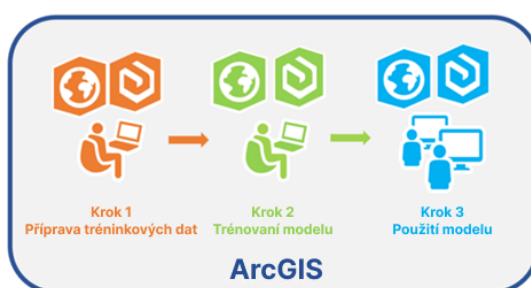 Krok 1
Příprava tréninkových dat
Krok 2
Trénovaní modelu
Krok 3
Použití modelu
ArcGIS